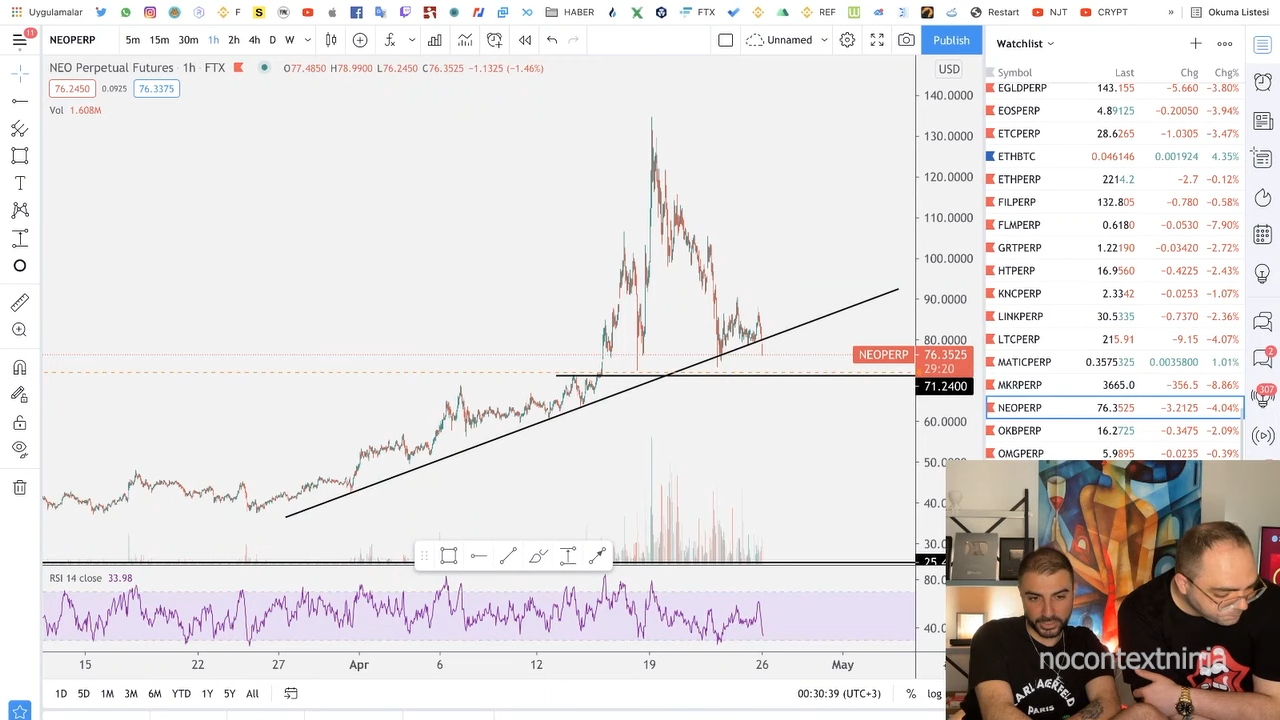 Uygulamalar F FTX HABER REF Restart NJT CRYPT » Okuma Listesi
11 NEOPERP 5m 15m 30m 1h 2h 4h D W Unnamed Publish Watchlist
NEO Perpetual Futures · 1h · FTX O77.4850 H78.9900 L76.2450 C76.3525 −1.1325 (−1.46%) USD
76.2450 0.0925 76.3375
Vol 1.608M
140.0000
130.0000
120.0000
110.0000
100.0000
90.0000
80.0000
NEOPERP 76.3525
29:20
71.2400
60.0000
50.0000
40.0000
30.0
25.4
Symbol Last Chg Chg%
EGLDPERP 143.155 −5.660 −3.80%
EOSPERP 4.89125 −0.20050 −3.94%
ETCPERP 28.6265 −1.0305 −3.47%
ETHBTC 0.046146 0.001924 4.35%
ETHPERP 2214.2 −2.7 −0.12%
FILPERP 132.805 −0.780 −0.58%
FLMPERP 0.6180 −0.0530 −7.90%
GRTPERP 1.22190 −0.03420 −2.72%
HTPERP 16.9560 −0.4225 −2.43%
KNCPERP 2.3342 −0.0253 −1.07%
LINKPERP 30.5335 −0.7370 −2.36%
LTCPERP 215.91 −9.15 −4.07%
MATICPERP 0.3575325 0.0035800 1.01%
MKRPERP 3665.0 −356.5 −8.86%
NEOPERP 76.3525 −3.2125 −4.04%
OKBPERP 16.2725 −0.3475 −2.09%
OMGPERP 5.9895 −0.0235 −0.39%
2
307
RSI 14 close 33.98
80.0
40.0
15 22 27 Apr 6 12 19 26 May
1D 5D 1M 3M 6M YTD 1Y 5Y All 00:30:39 (UTC+3) % log
nocontextninja
KARL LAGERFELD
PARIS